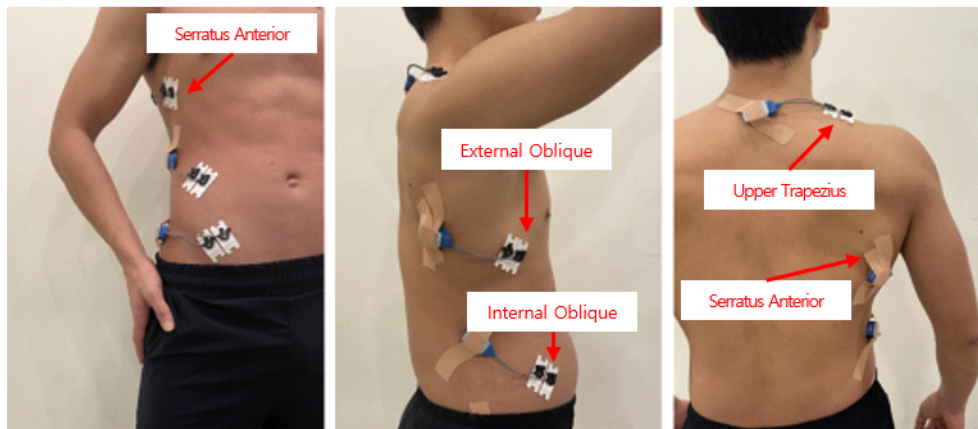 Serratus Anterior
External Oblique
Internal Oblique
Upper Trapezius
Serratus Anterior